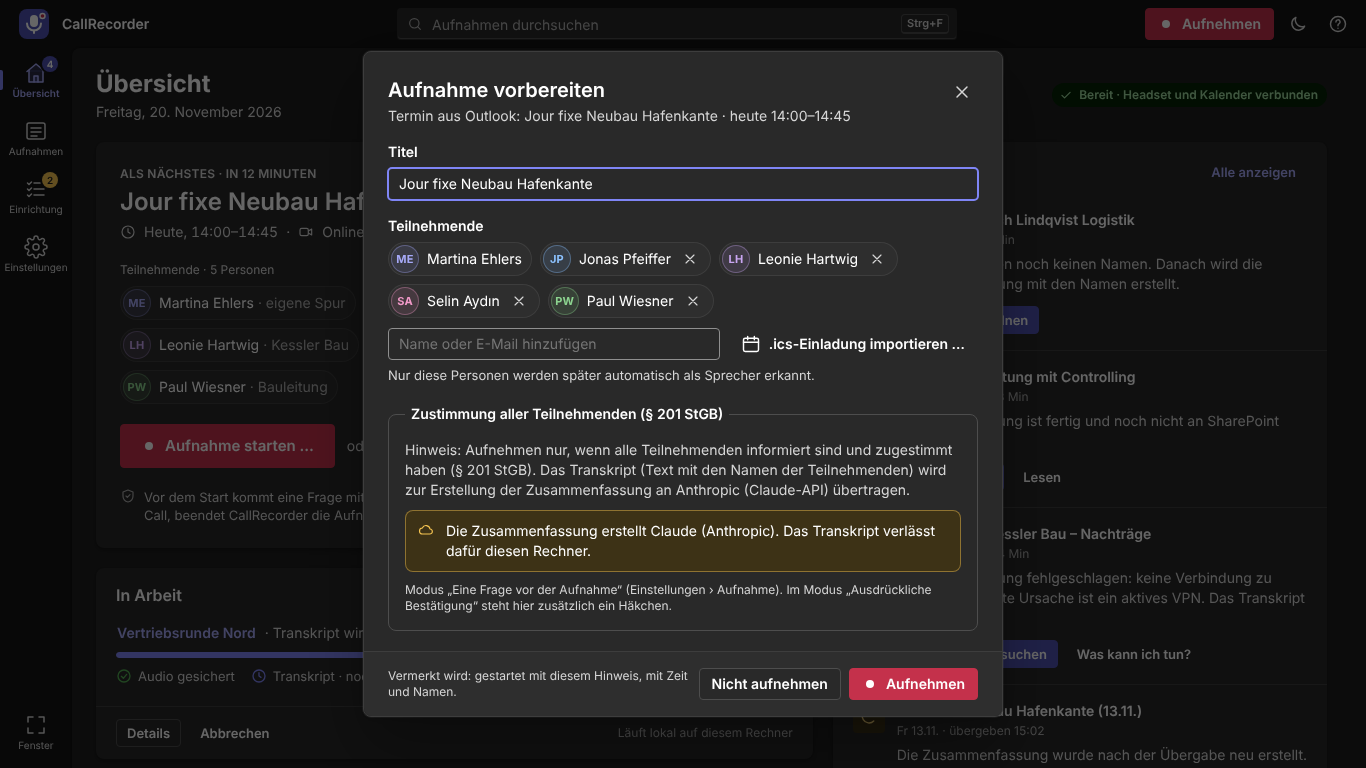 CallRecorder
Aufnahmen durchsuchen
Strg+F
Aufnehmen
4
Übersicht
Aufnahmen
2
Einrichtung
Einstellungen
Fenster
Übersicht
Freitag, 20. November 2026
Bereit · Headset und Kalender verbunden
ALS NÄCHSTES · IN 12 MINUTEN
Jour fixe Neubau Haf
Heute, 14:00–14:45 · Online
Teilnehmende · 5 Personen
ME Martina Ehlers · eigene Spur
LH Leonie Hartwig · Kessler Bau
PW Paul Wiesner · Bauleitung
Aufnahme starten ...
od
Vor dem Start kommt eine Frage mit
Call, beendet CallRecorder die Aufn
In Arbeit
Vertriebsrunde Nord · Transkript wir
Audio gesichert
Transkript · no
Details
Abbrechen
Läuft lokal auf diesem Rechner
Aufnahme vorbereiten
Termin aus Outlook: Jour fixe Neubau Hafenkante · heute 14:00–14:45
Titel
Jour fixe Neubau Hafenkante
Teilnehmende
ME Martina Ehlers
JP Jonas Pfeiffer
LH Leonie Hartwig
SA Selin Aydın
PW Paul Wiesner
Name oder E-Mail hinzufügen
.ics-Einladung importieren ...
Nur diese Personen werden später automatisch als Sprecher erkannt.
Zustimmung aller Teilnehmenden (§ 201 StGB)
Hinweis: Aufnehmen nur, wenn alle Teilnehmenden informiert sind und zugestimmt
haben (§ 201 StGB). Das Transkript (Text mit den Namen der Teilnehmenden) wird
zur Erstellung der Zusammenfassung an Anthropic (Claude-API) übertragen.
Die Zusammenfassung erstellt Claude (Anthropic). Das Transkript verlässt
dafür diesen Rechner.
Modus „Eine Frage vor der Aufnahme“ (Einstellungen › Aufnahme). Im Modus „Ausdrückliche
Bestätigung“ steht hier zusätzlich ein Häkchen.
Vermerkt wird: gestartet mit diesem Hinweis, mit Zeit
und Namen.
Nicht aufnehmen
Aufnehmen
Alle anzeigen
h Lindqvist Logistik
in
n noch keinen Namen. Danach wird die
ng mit den Namen erstellt.
nen
tung mit Controlling
Min
ng ist fertig und noch nicht an SharePoint
Lesen
ssler Bau – Nachträge
Min
ng fehlgeschlagen: keine Verbindung zu
te Ursache ist ein aktives VPN. Das Transkript
suchen
Was kann ich tun?
u Hafenkante (13.11.)
Fr 13.11. · übergeben 15:02
Die Zusammenfassung wurde nach der Übergabe neu erstellt.